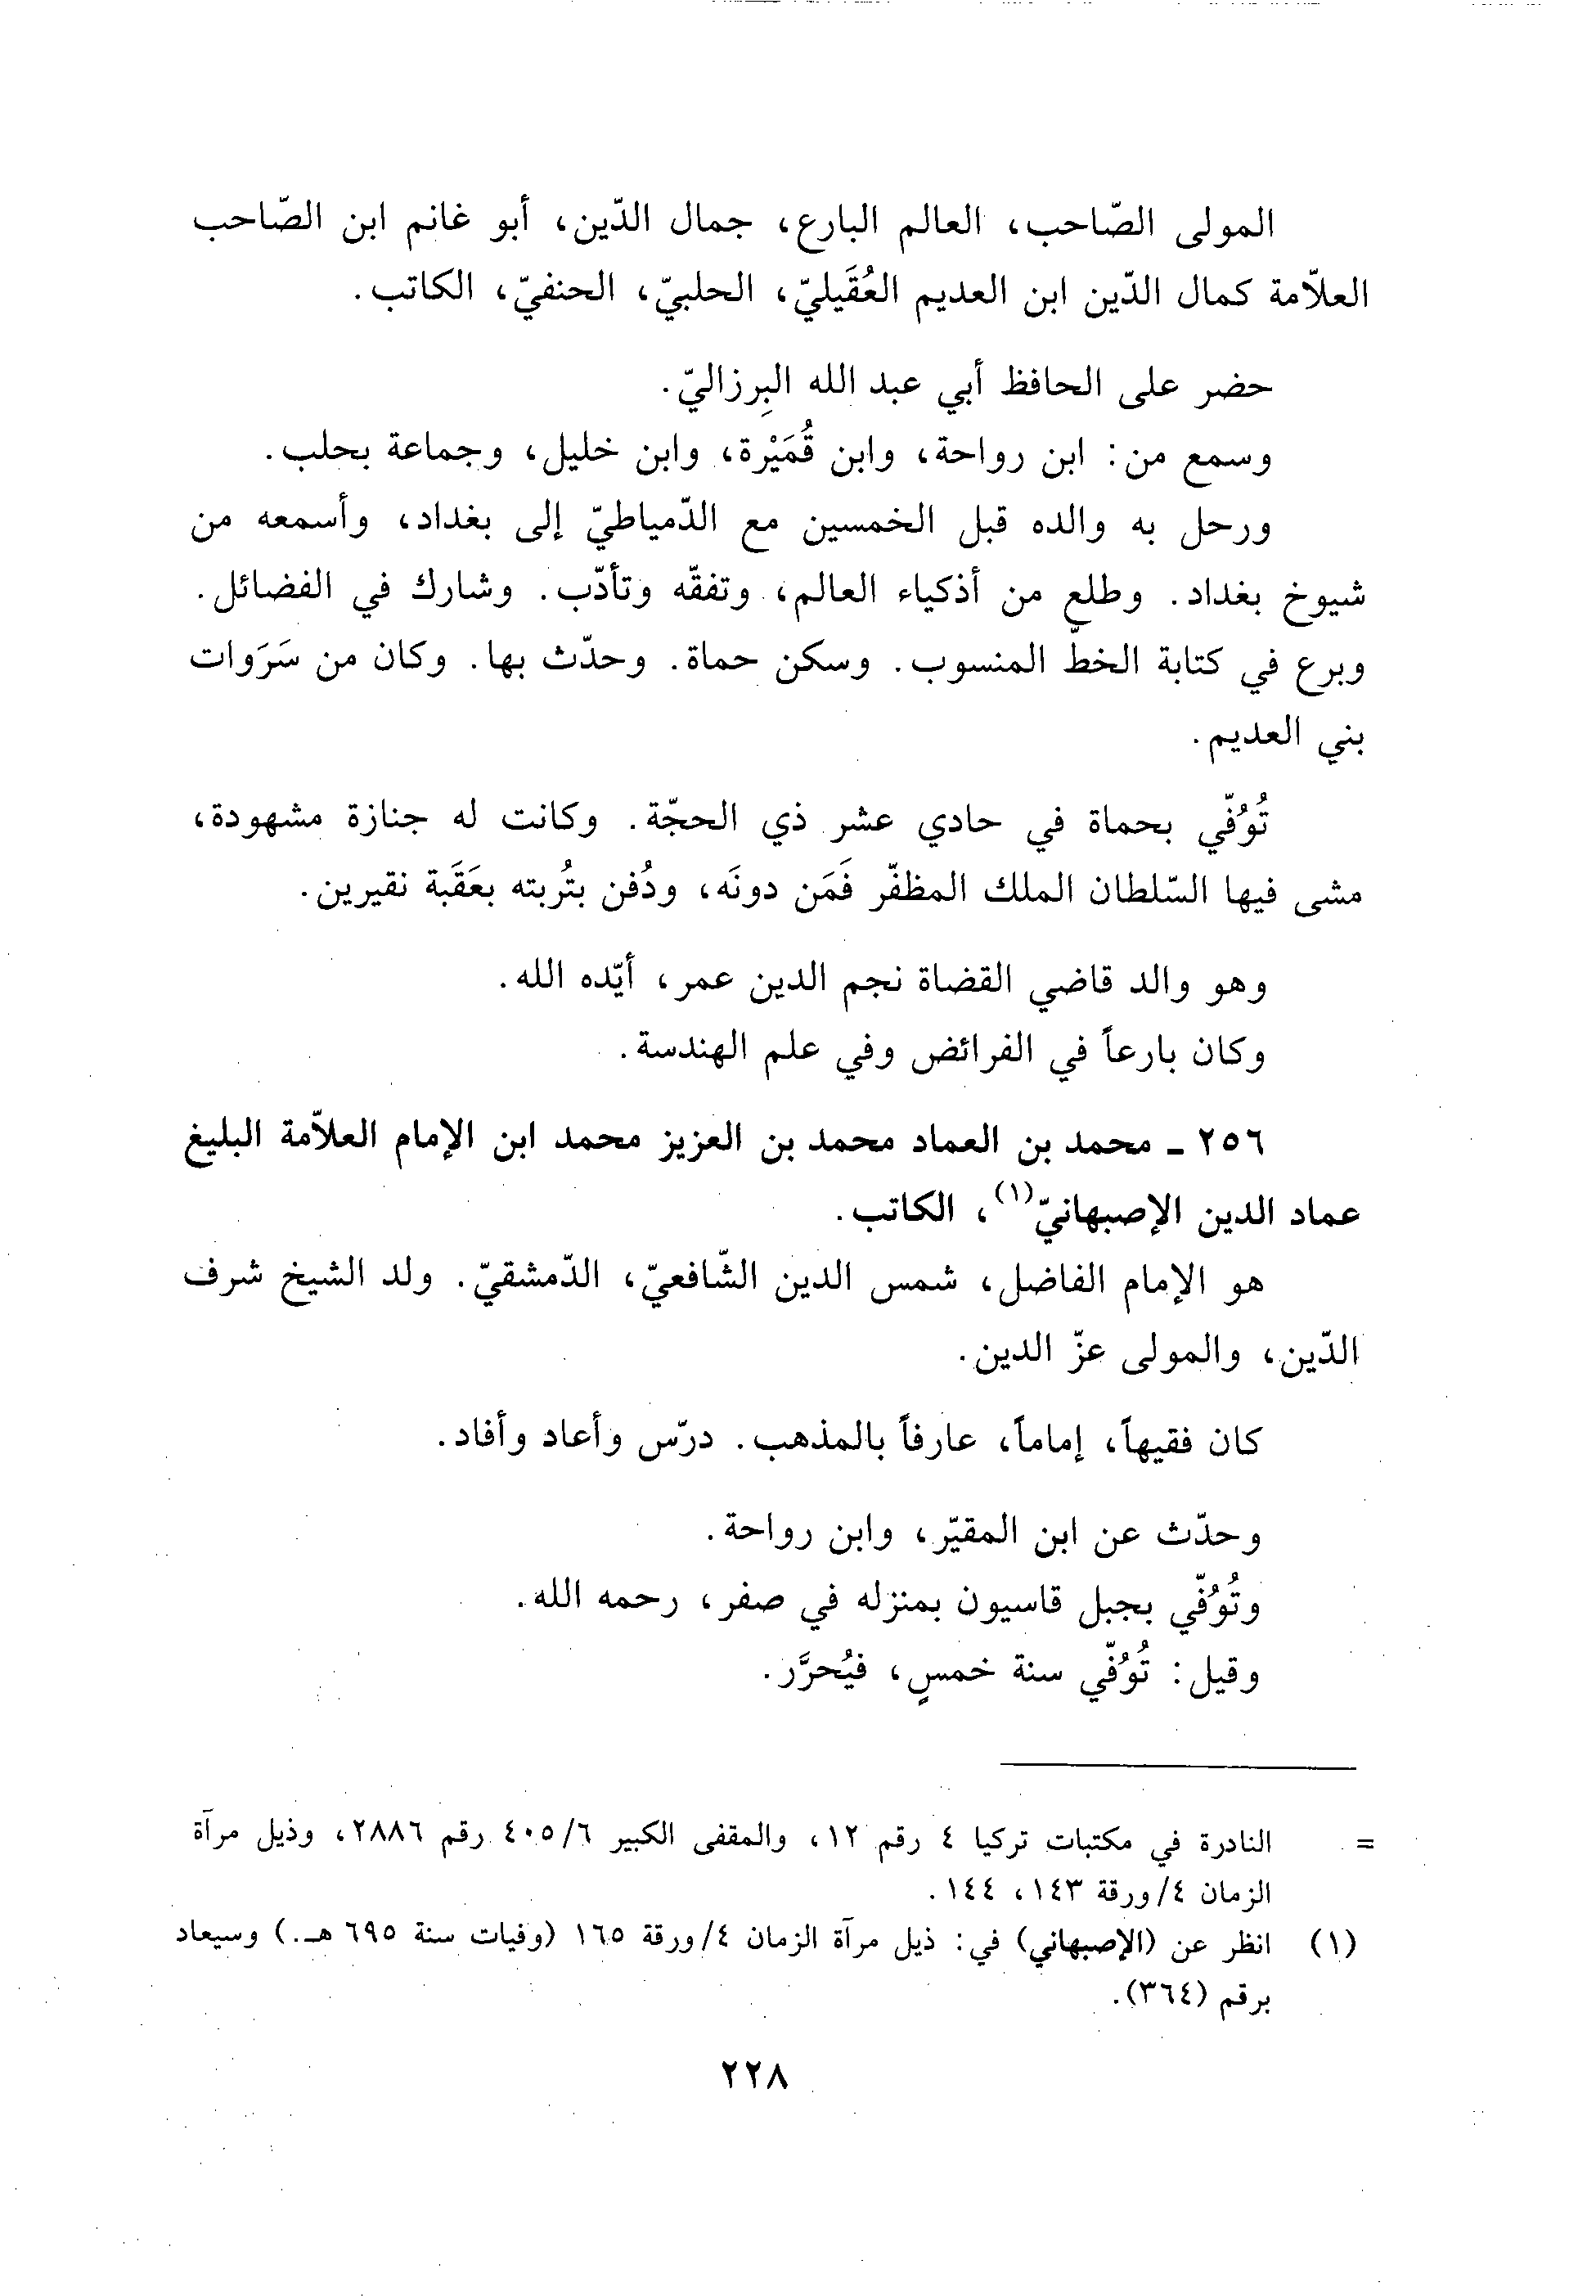 المولى الصّاحب، العالم البارع، جمال الدّين، أبو غانم ابن الصّاحب
العلاّمة كمال الدّين ابن العديم العُقَيليّ، الحلبيّ، الحنفيّ، الكاتب.
حضر على الحافظ أبي عبد الله البِرزاليّ.
وسمع من: ابن رواحة، وابن قُمَيْرة، وابن خليل، وجماعة بحلب.
ورحل به والده قبل الخمسين مع الدّمياطيّ إلى بغداد، وأسمعه من
شيوخ بغداد. وطلع من أذكياء العالم، وتفقّه وتأدّب. وشارك في الفضائل.
وبرع في كتابة الخطّ المنسوب. وسكن حماة. وحدّث بها. وكان من سَرَوات
بني العديم.
تُوُفّي بحماة في حادي عشر ذي الحجّة. وكانت له جنازة مشهودة،
مشى فيها السّلطان الملك المظفّر فَمَن دونَه، ودُفن بتُربته بعَقَبة نقيرين.
وهو والد قاضي القضاة نجم الدين عمر، أيّده الله.
وكان بارعاً في الفرائض وفي علم الهندسة.
٢٥٦ ـ محمد بن العماد محمد بن العزيز محمد ابن الإمام العلاّمة البليغ
عماد الدين الإصبهانيّ(١)، الكاتب.
هو الإمام الفاضل، شمس الدين الشّافعيّ، الدّمشقيّ. ولد الشيخ شرف
الدّين، والمولى عزّ الدين.
كان فقيهاً، إماماً، عارفاً بالمذهب. درّس وأعاد وأفاد.
وحدّث عن ابن المقيّر، وابن رواحة.
وتُوُفّي بجبل قاسيون بمنزله في صفر، رحمه الله.
وقيل: تُوُفّي سنة خمسٍ، فيُحرَّر.
= النادرة في مكتبات تركيا ٤ رقم ١٢، والمقفى الكبير ٦/٤٠٥ رقم ٢٨٨٦، وذيل مرآة
الزمان ٤/ورقة ١٤٣، ١٤٤.
(١) انظر عن (الإصبهاني) في: ذيل مرآة الزمان ٤/ورقة ١٦٥ (وفيات سنة ٦٩٥ هـ.) وسيعاد
برقم (٣٦٤).
٢٢٨